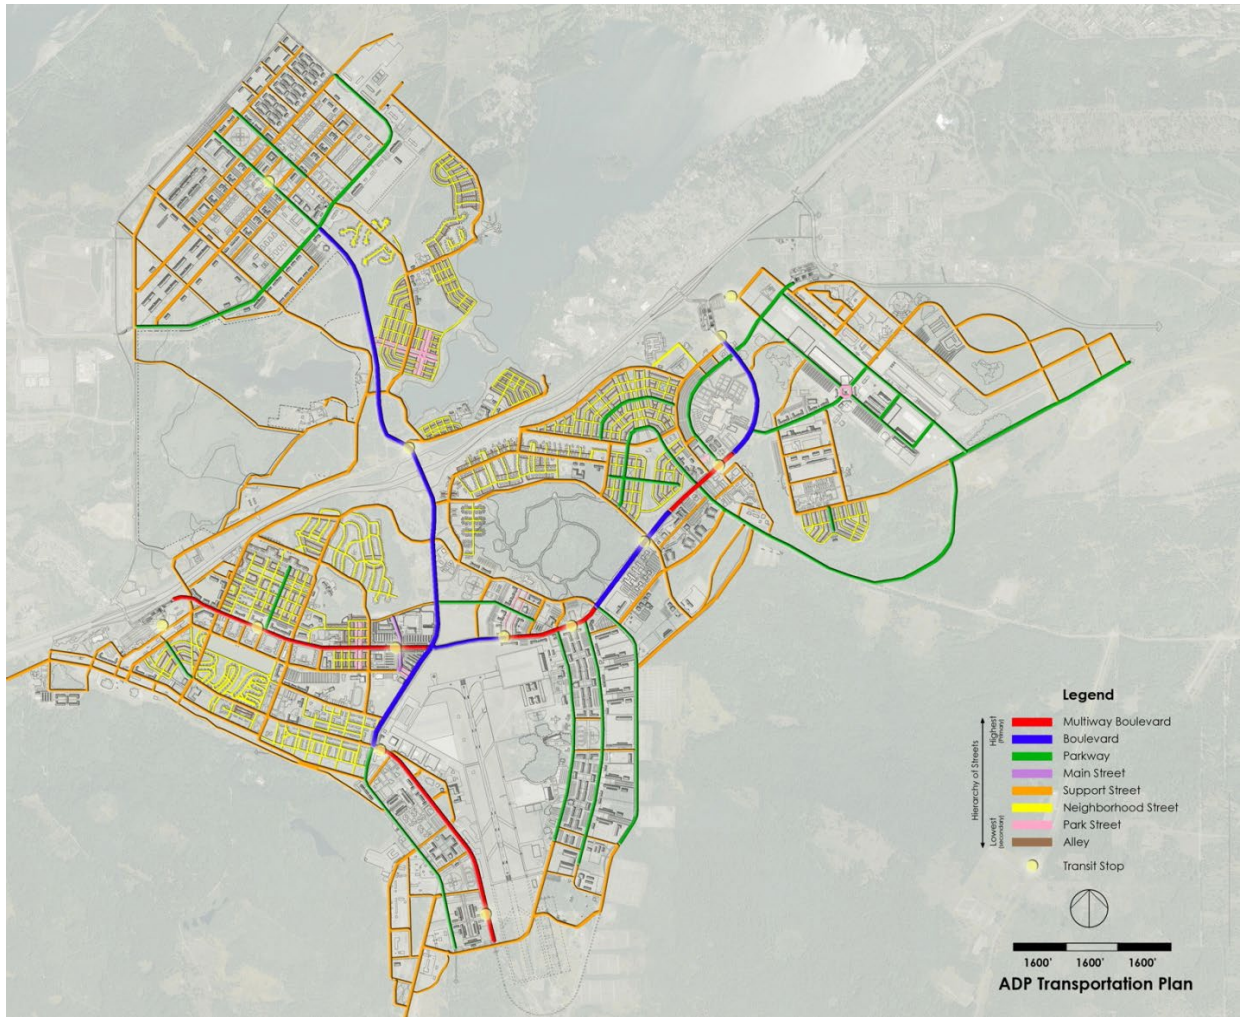 Legend
Hierarchy of Streets
Highest
(Primary)
Lowest
(secondary)
Multiway Boulevard
Boulevard
Parkway
Main Street
Support Street
Neighborhood Street
Park Street
Alley
Transit Stop
1600' 1600' 1600'
ADP Transportation Plan